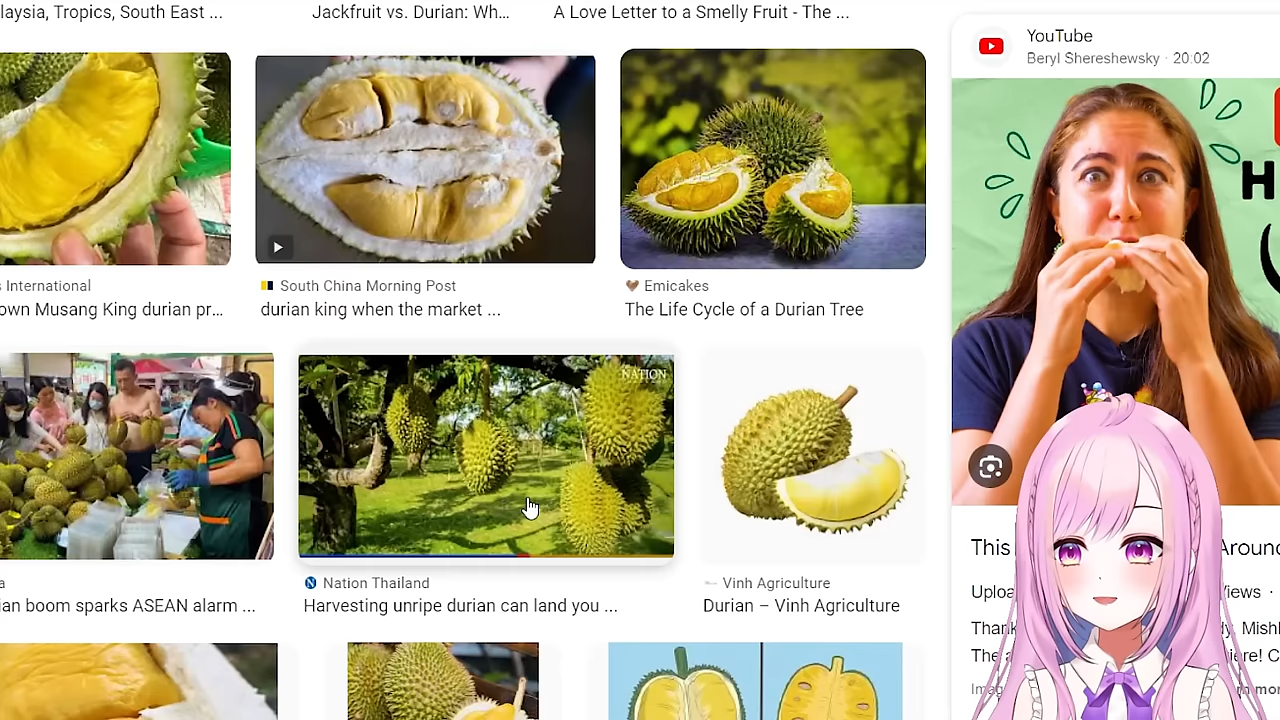 laysia, Tropics, South East ...
Jackfruit vs. Durian: Wh...
A Love Letter to a Smelly Fruit - The ...
YouTube
Beryl Shereshewsky · 20:02
H
s International
own Musang King durian pr...
South China Morning Post
durian king when the market ...
Emicakes
The Life Cycle of a Durian Tree
NATION
a
ian boom sparks ASEAN alarm ...
Nation Thailand
Harvesting unripe durian can land you ...
Vinh Agriculture
Durian – Vinh Agriculture
This Around
Uploa Views ·
Thank dy, Mishl
The a iere! C
Imag rn mor